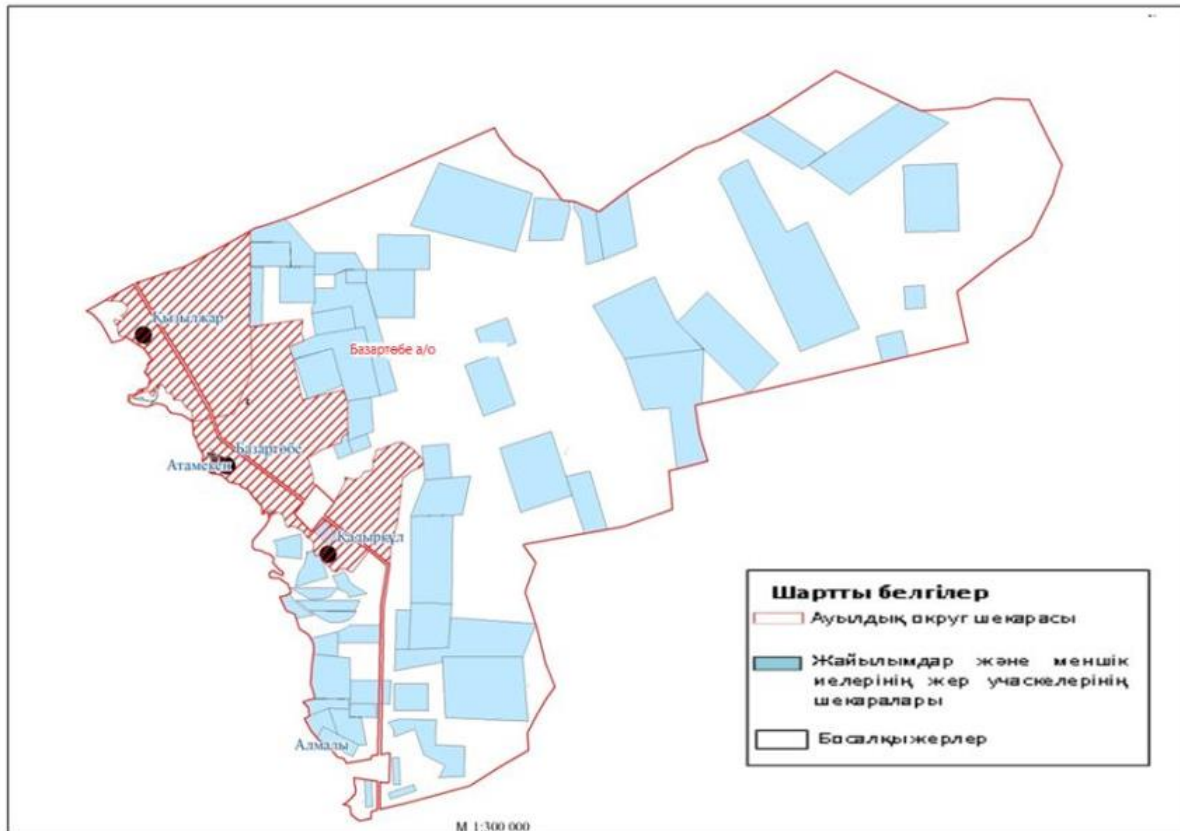 Қызылжар
Базартөбе а/о
Базартөбе
Атамекен
Қадырқұл
Алмалы
Шартты белгілер
Ауылдық округ шекарасы
Жайылымдар және меншік
иелерінің жер учаскелерінің
шекаралары
Босалқы жерлер
М 1:300 000